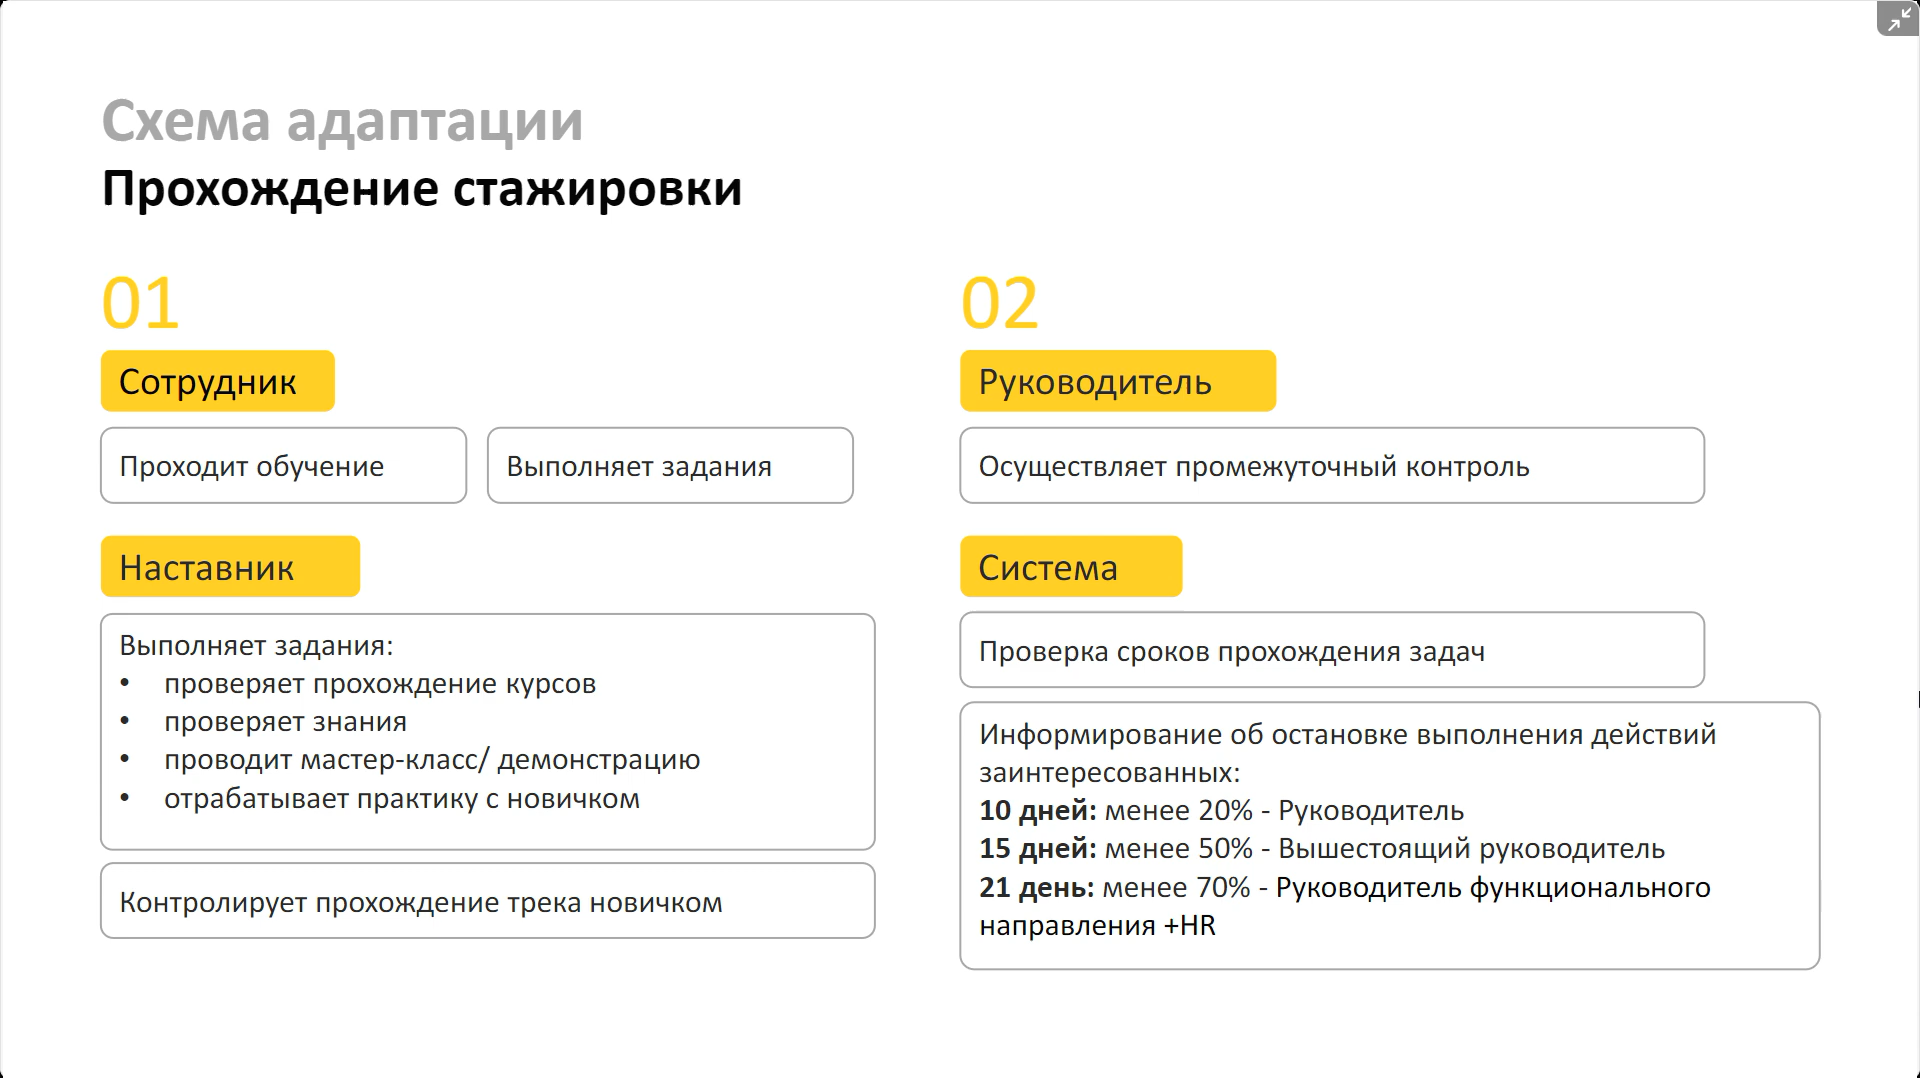 Схема адаптации
Прохождение стажировки
01
Сотрудник
Проходит обучение
Выполняет задания
Наставник
Выполняет задания:
• проверяет прохождение курсов
• проверяет знания
• проводит мастер-класс/ демонстрацию
• отрабатывает практику с новичком
Контролирует прохождение трека новичком
02
Руководитель
Осуществляет промежуточный контроль
Система
Проверка сроков прохождения задач
Информирование об остановке выполнения действий
заинтересованных:
10 дней: менее 20% - Руководитель
15 дней: менее 50% - Вышестоящий руководитель
21 день: менее 70% - Руководитель функционального
направления +HR